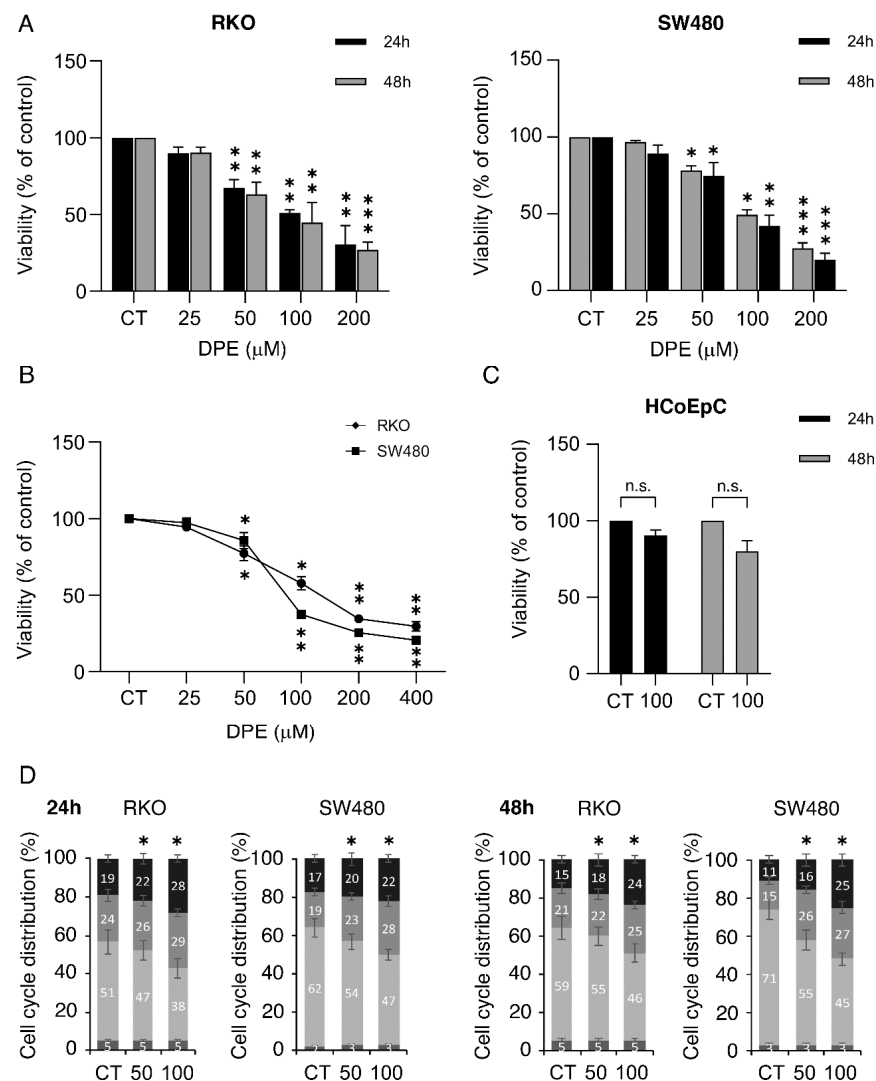 A
RKO
24h
48h
Viability (% of control)
150
100
50
0
** ** ** ** ** ***
CT 25 50 100 200
DPE (μM)
SW480
24h
48h
Viability (% of control)
150
100
50
0
* * * ** *** ***
CT 25 50 100 200
DPE (μM)
B
RKO
SW480
Viability (% of control)
150
100
50
0
* * ** **
* ** ** **
CT 25 50 100 200 400
DPE (μM)
C
HCoEpC
24h
48h
Viability (% of control)
150
100
50
0
n.s. n.s.
CT 100 CT 100
D
24h
RKO
* *
Cell cycle distribution (%)
100
80
60
40
20
0
19 22 28
24 26 29
51 47 38
5 5 5
CT 50 100
SW480
* *
Cell cycle distribution (%)
100
80
60
40
20
0
17 20 22
19 23 28
62 54 47
2 3 3
CT 50 100
48h
RKO
* *
Cell cycle distribution (%)
100
80
60
40
20
0
15 18 24
21 22 25
59 55 46
5 5 5
CT 50 100
SW480
* *
Cell cycle distribution (%)
100
80
60
40
20
0
11 16 25
15 26 27
71 55 45
3 3 3
CT 50 100